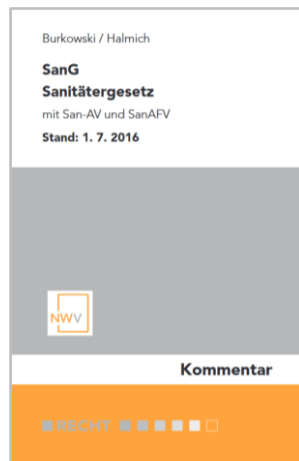 Burkowski / Halmich
SanG
Sanitätergesetz
mit San-AV und SanAFV
Stand: 1. 7. 2016
NWV
Kommentar
RECHT